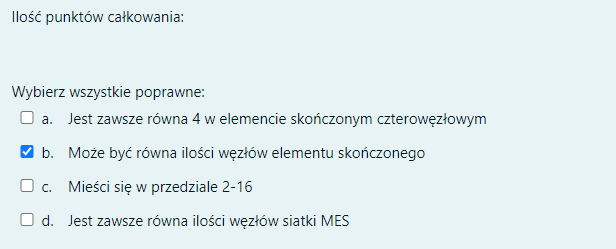 Ilość punktów całkowania:
Wybierz wszystkie poprawne:
a. Jest zawsze równa 4 w elemencie skończonym czterowęzłowym
b. Może być równa ilości węzłów elementu skończonego
c. Mieści się w przedziale 2-16
d. Jest zawsze równa ilości węzłów siatki MES